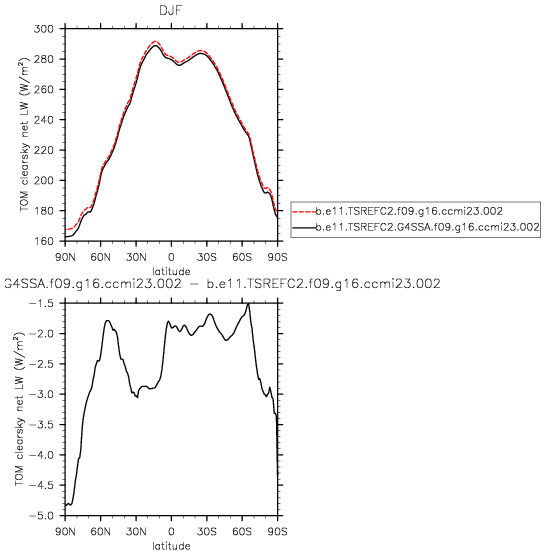 DJF
TOM clearsky net LW (W/m²)
300
280
260
240
220
200
180
160
90N 60N 30N 0 30S 60S 90S
latitude
b.e11.TSREFC2.f09.g16.ccmi23.002
b.e11.TSREFC2.G4SSA.f09.g16.ccmi23.002
G4SSA.f09.g16.ccmi23.002 − b.e11.TSREFC2.f09.g16.ccmi23.002
TOM clearsky net LW (W/m²)
−1.5
−2.0
−2.5
−3.0
−3.5
−4.0
−4.5
−5.0
90N 60N 30N 0 30S 60S 90S
latitude